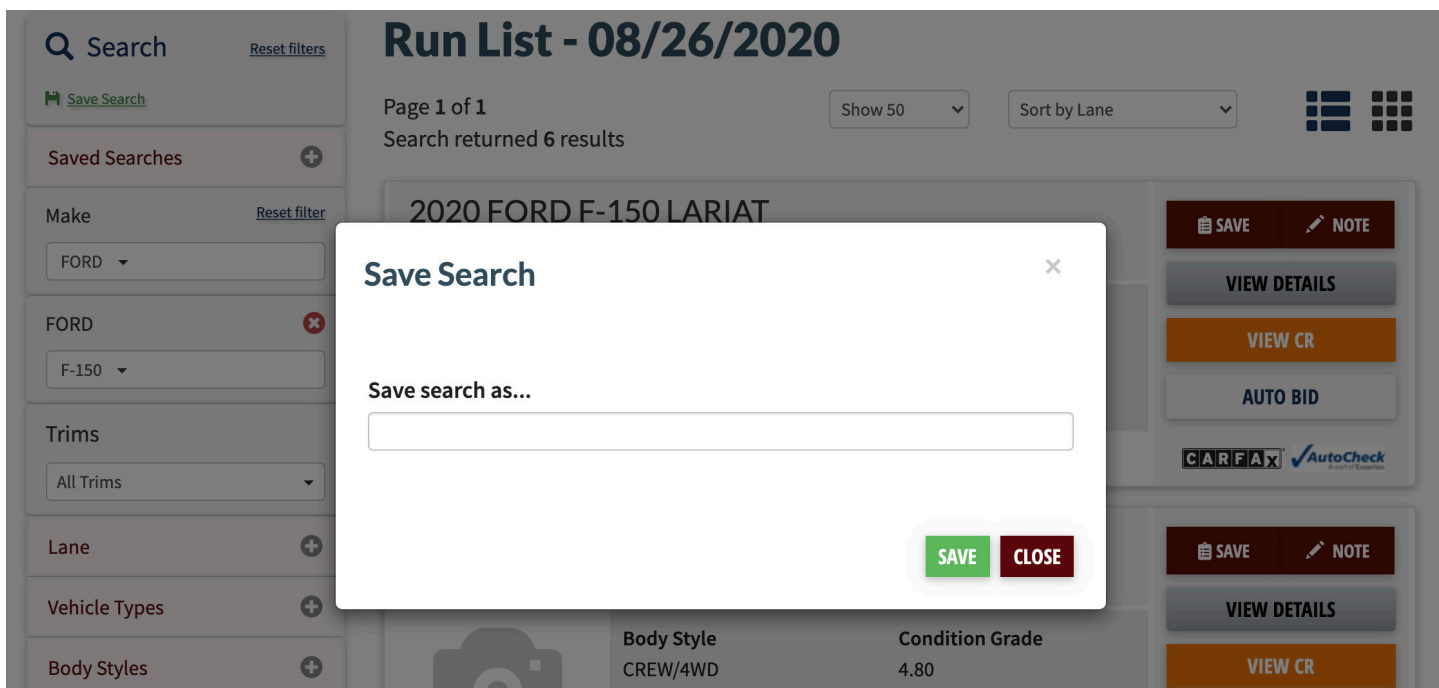 Search
Reset filters
Save Search
Saved Searches
Make
Reset filter
FORD
FORD
F-150
Trims
All Trims
Lane
Vehicle Types
Body Styles
Run List - 08/26/2020
Page 1 of 1
Show 50
Sort by Lane
Search returned 6 results
2020 FORD F-150 LARIAT
SAVE
NOTE
VIEW DETAILS
VIEW CR
AUTO BID
CARFAX
AutoCheck
A part of Experian
Save Search
×
Save search as...
SAVE
CLOSE
SAVE
NOTE
VIEW DETAILS
VIEW CR
Body Style
Condition Grade
CREW/4WD
4.80